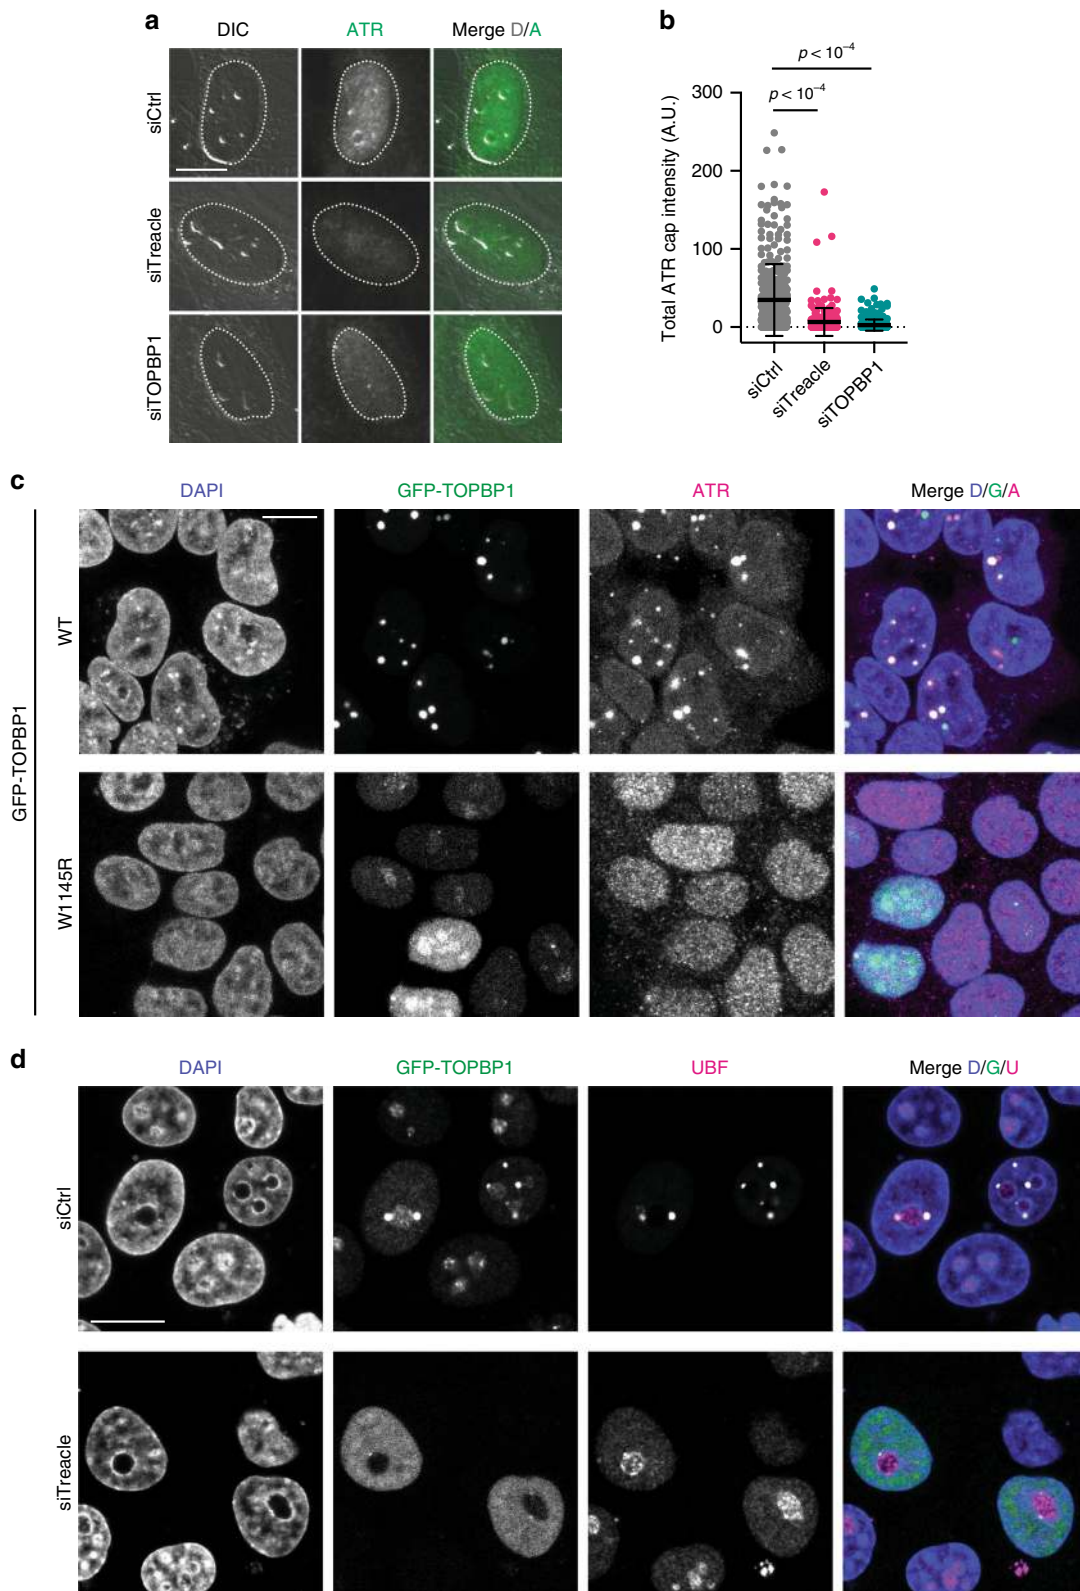 a
DIC ATR Merge D/A
siCtrl
siTreacle
siTOPBP1
b
p < 10⁻⁴
p < 10⁻⁴
Total ATR cap intensity (A.U.)
300
200
100
0
siCtrl siTreacle siTOPBP1
c
DAPI GFP-TOPBP1 ATR Merge D/G/A
GFP-TOPBP1
WT
W1145R
d
DAPI GFP-TOPBP1 UBF Merge D/G/U
siCtrl
siTreacle